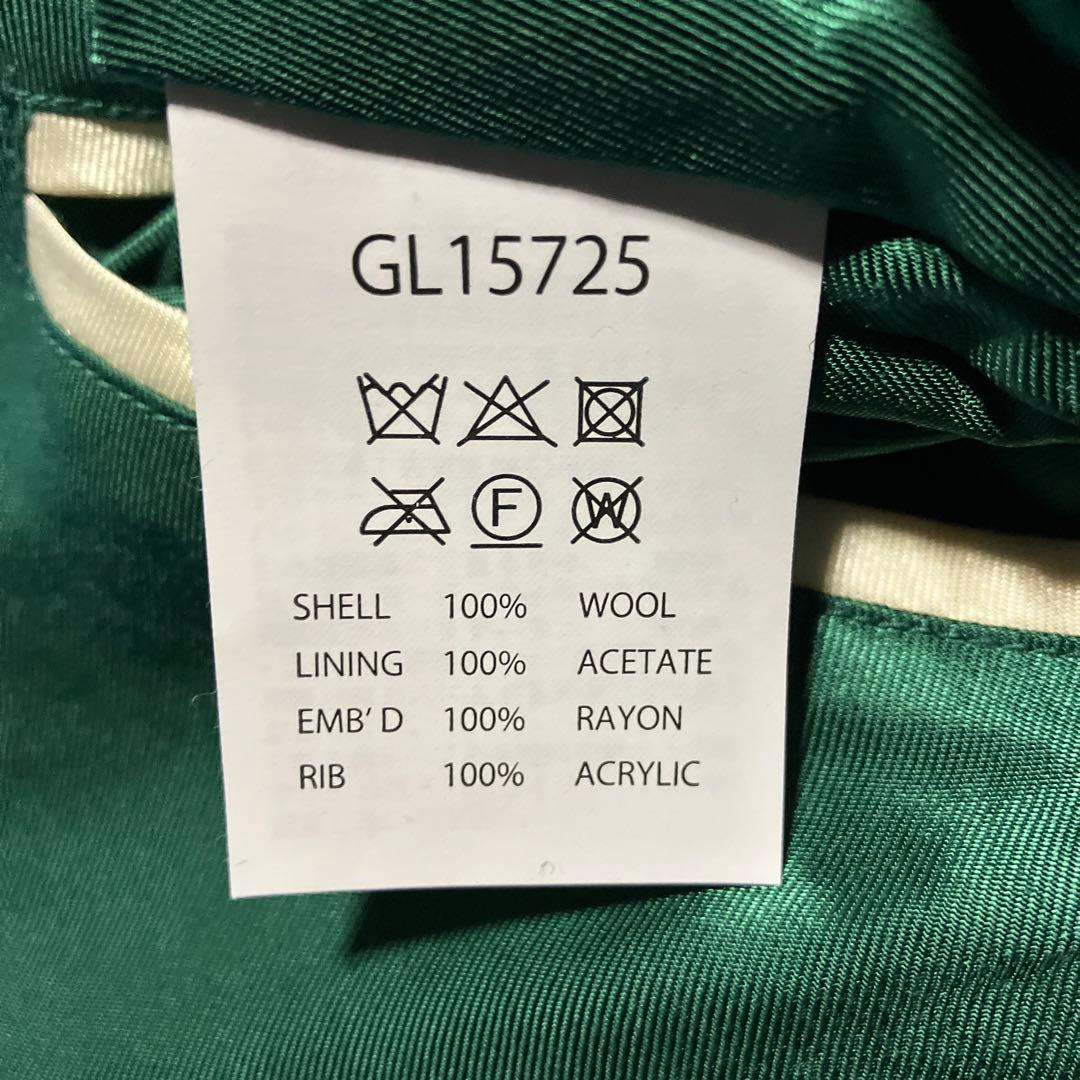 GL15725
F W
SHELL 100% WOOL
LINING 100% ACETATE
EMB' D 100% RAYON
RIB 100% ACRYLIC